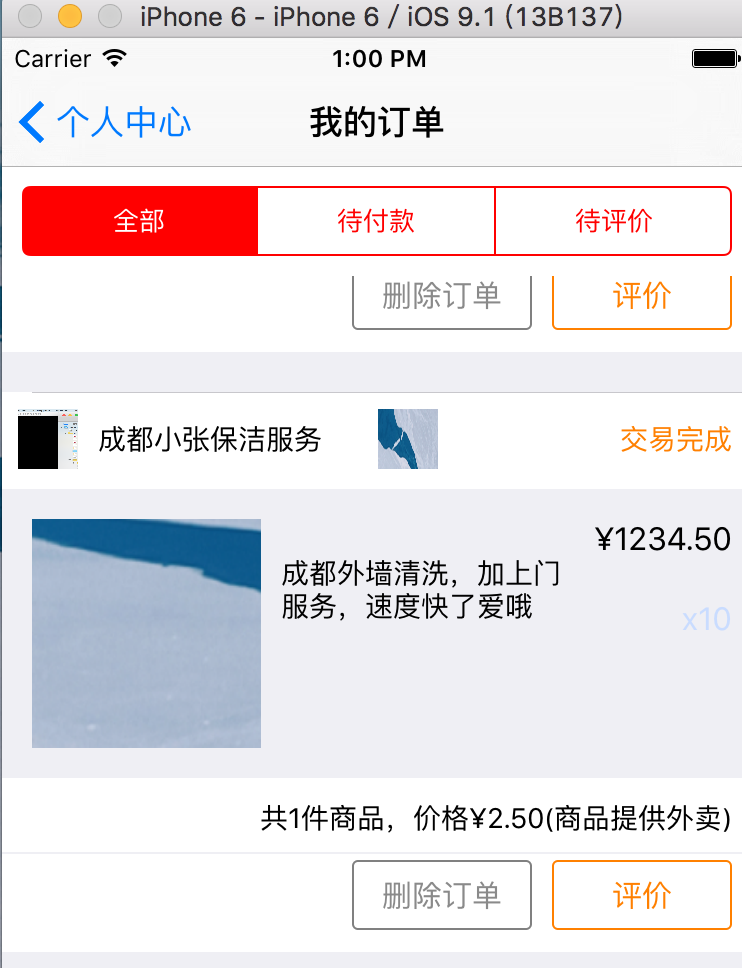 iPhone 6 - iPhone 6 / iOS 9.1 (13B137)
Carrier 1:00 PM
个人中心 我的订单
全部 待付款 待评价
删除订单 评价
成都小张保洁服务 交易完成
¥1234.50
成都外墙清洗，加上门
服务，速度快了爱哦
x10
共1件商品，价格¥2.50(商品提供外卖)
删除订单 评价